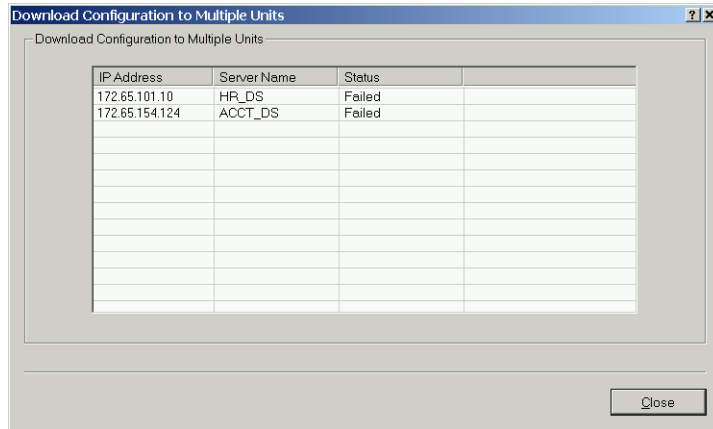 Download Configuration to Multiple Units
Download Configuration to Multiple Units
IP Address Server Name Status
172.65.101.10 HR_DS Failed
172.65.154.124 ACCT_DS Failed
Close